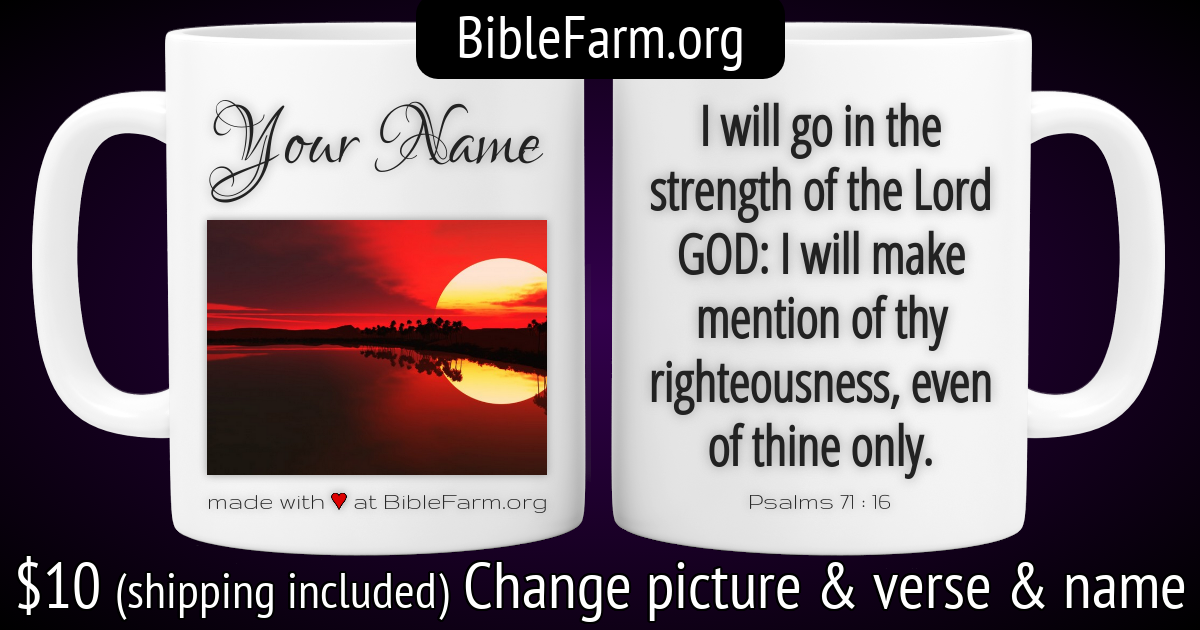 BibleFarm.org
Your Name
made with ♥ at BibleFarm.org
I will go in the
strength of the Lord
GOD: I will make
mention of thy
righteousness, even
of thine only.
Psalms 71 : 16
$10 (shipping included) Change picture & verse & name